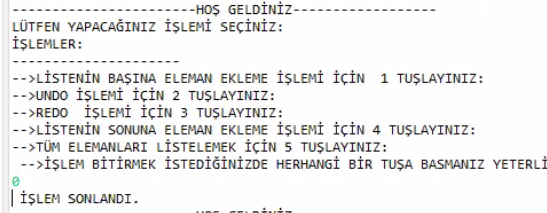 -----------------------HOŞ GELDİNİZ------------------
LÜTFEN YAPACAĞINIZ İŞLEMİ SEÇİNİZ:
İŞLEMLER:
---------------------
-->LİSTENİN BAŞINA ELEMAN EKLEME İŞLEMİ İÇİN  1 TUŞLAYINIZ:
-->UNDO İŞLEMİ İÇİN 2 TUŞLAYINIZ:
-->REDO  İŞLEMİ İÇİN 3 TUŞLAYINIZ:
-->LİSTENİN SONUNA ELEMAN EKLEME İŞLEMİ İÇİN 4 TUŞLAYINIZ:
-->TÜM ELEMANLARI LİSTELEMEK İÇİN 5 TUŞLAYINIZ:
 -->İŞLEM BİTİRMEK İSTEDİĞİNİZDE HERHANGİ BİR TUŞA BASMANIZ YETERLİ
0
İŞLEM SONLANDI.
-----------------------HOŞ GELDİNİZ------------------